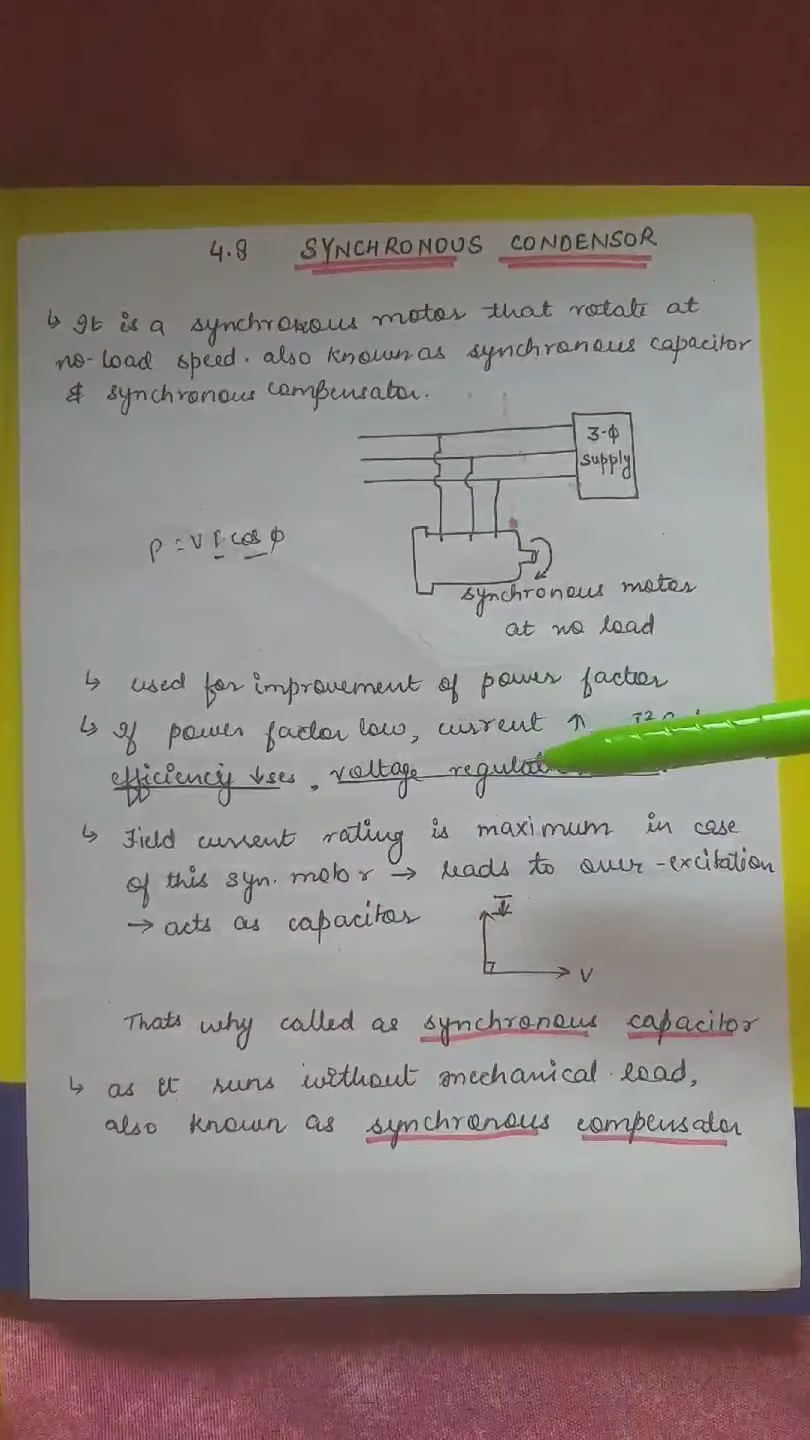 4.8 SYNCHRONOUS CONDENSOR
↳ It is a synchronous motor that rotate at
no-load speed. also known as synchronous capacitor
& synchronous compensator.
3-ϕ
supply
P = V I cos ϕ
synchronous motor
at no load
↳ used for improvement of power factor
↳ If power factor low, current ↑
efficiency ↓ses, voltage
↳ Field current rating is maximum in case
of this syn. motor → leads to over-excitation
→ acts as capacitor
I
V
Thats why called as synchronous capacitor
↳ as it runs without mechanical load,
also known as synchronous compensator